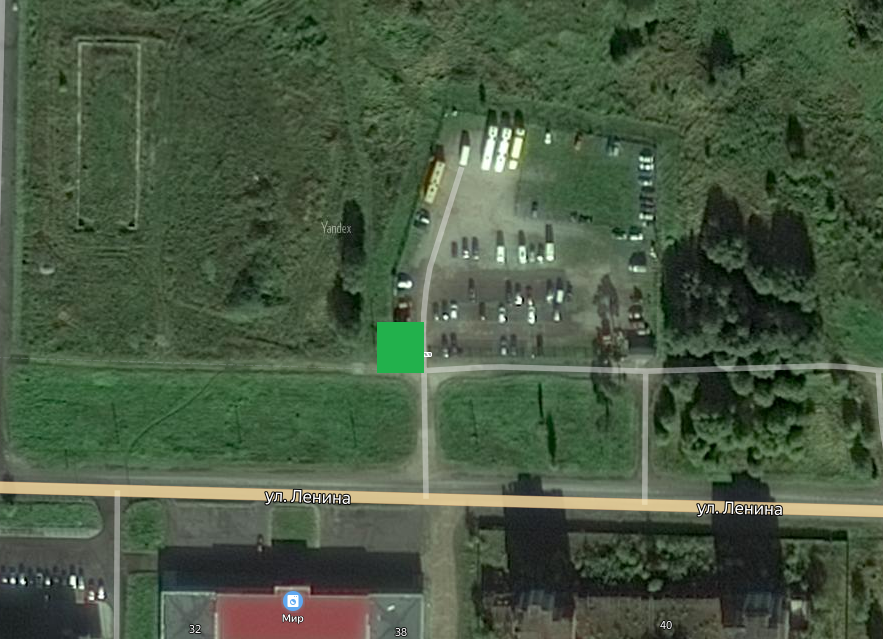 Yandex
ул. Ленина
ул. Ленина
Мир
32
38
40